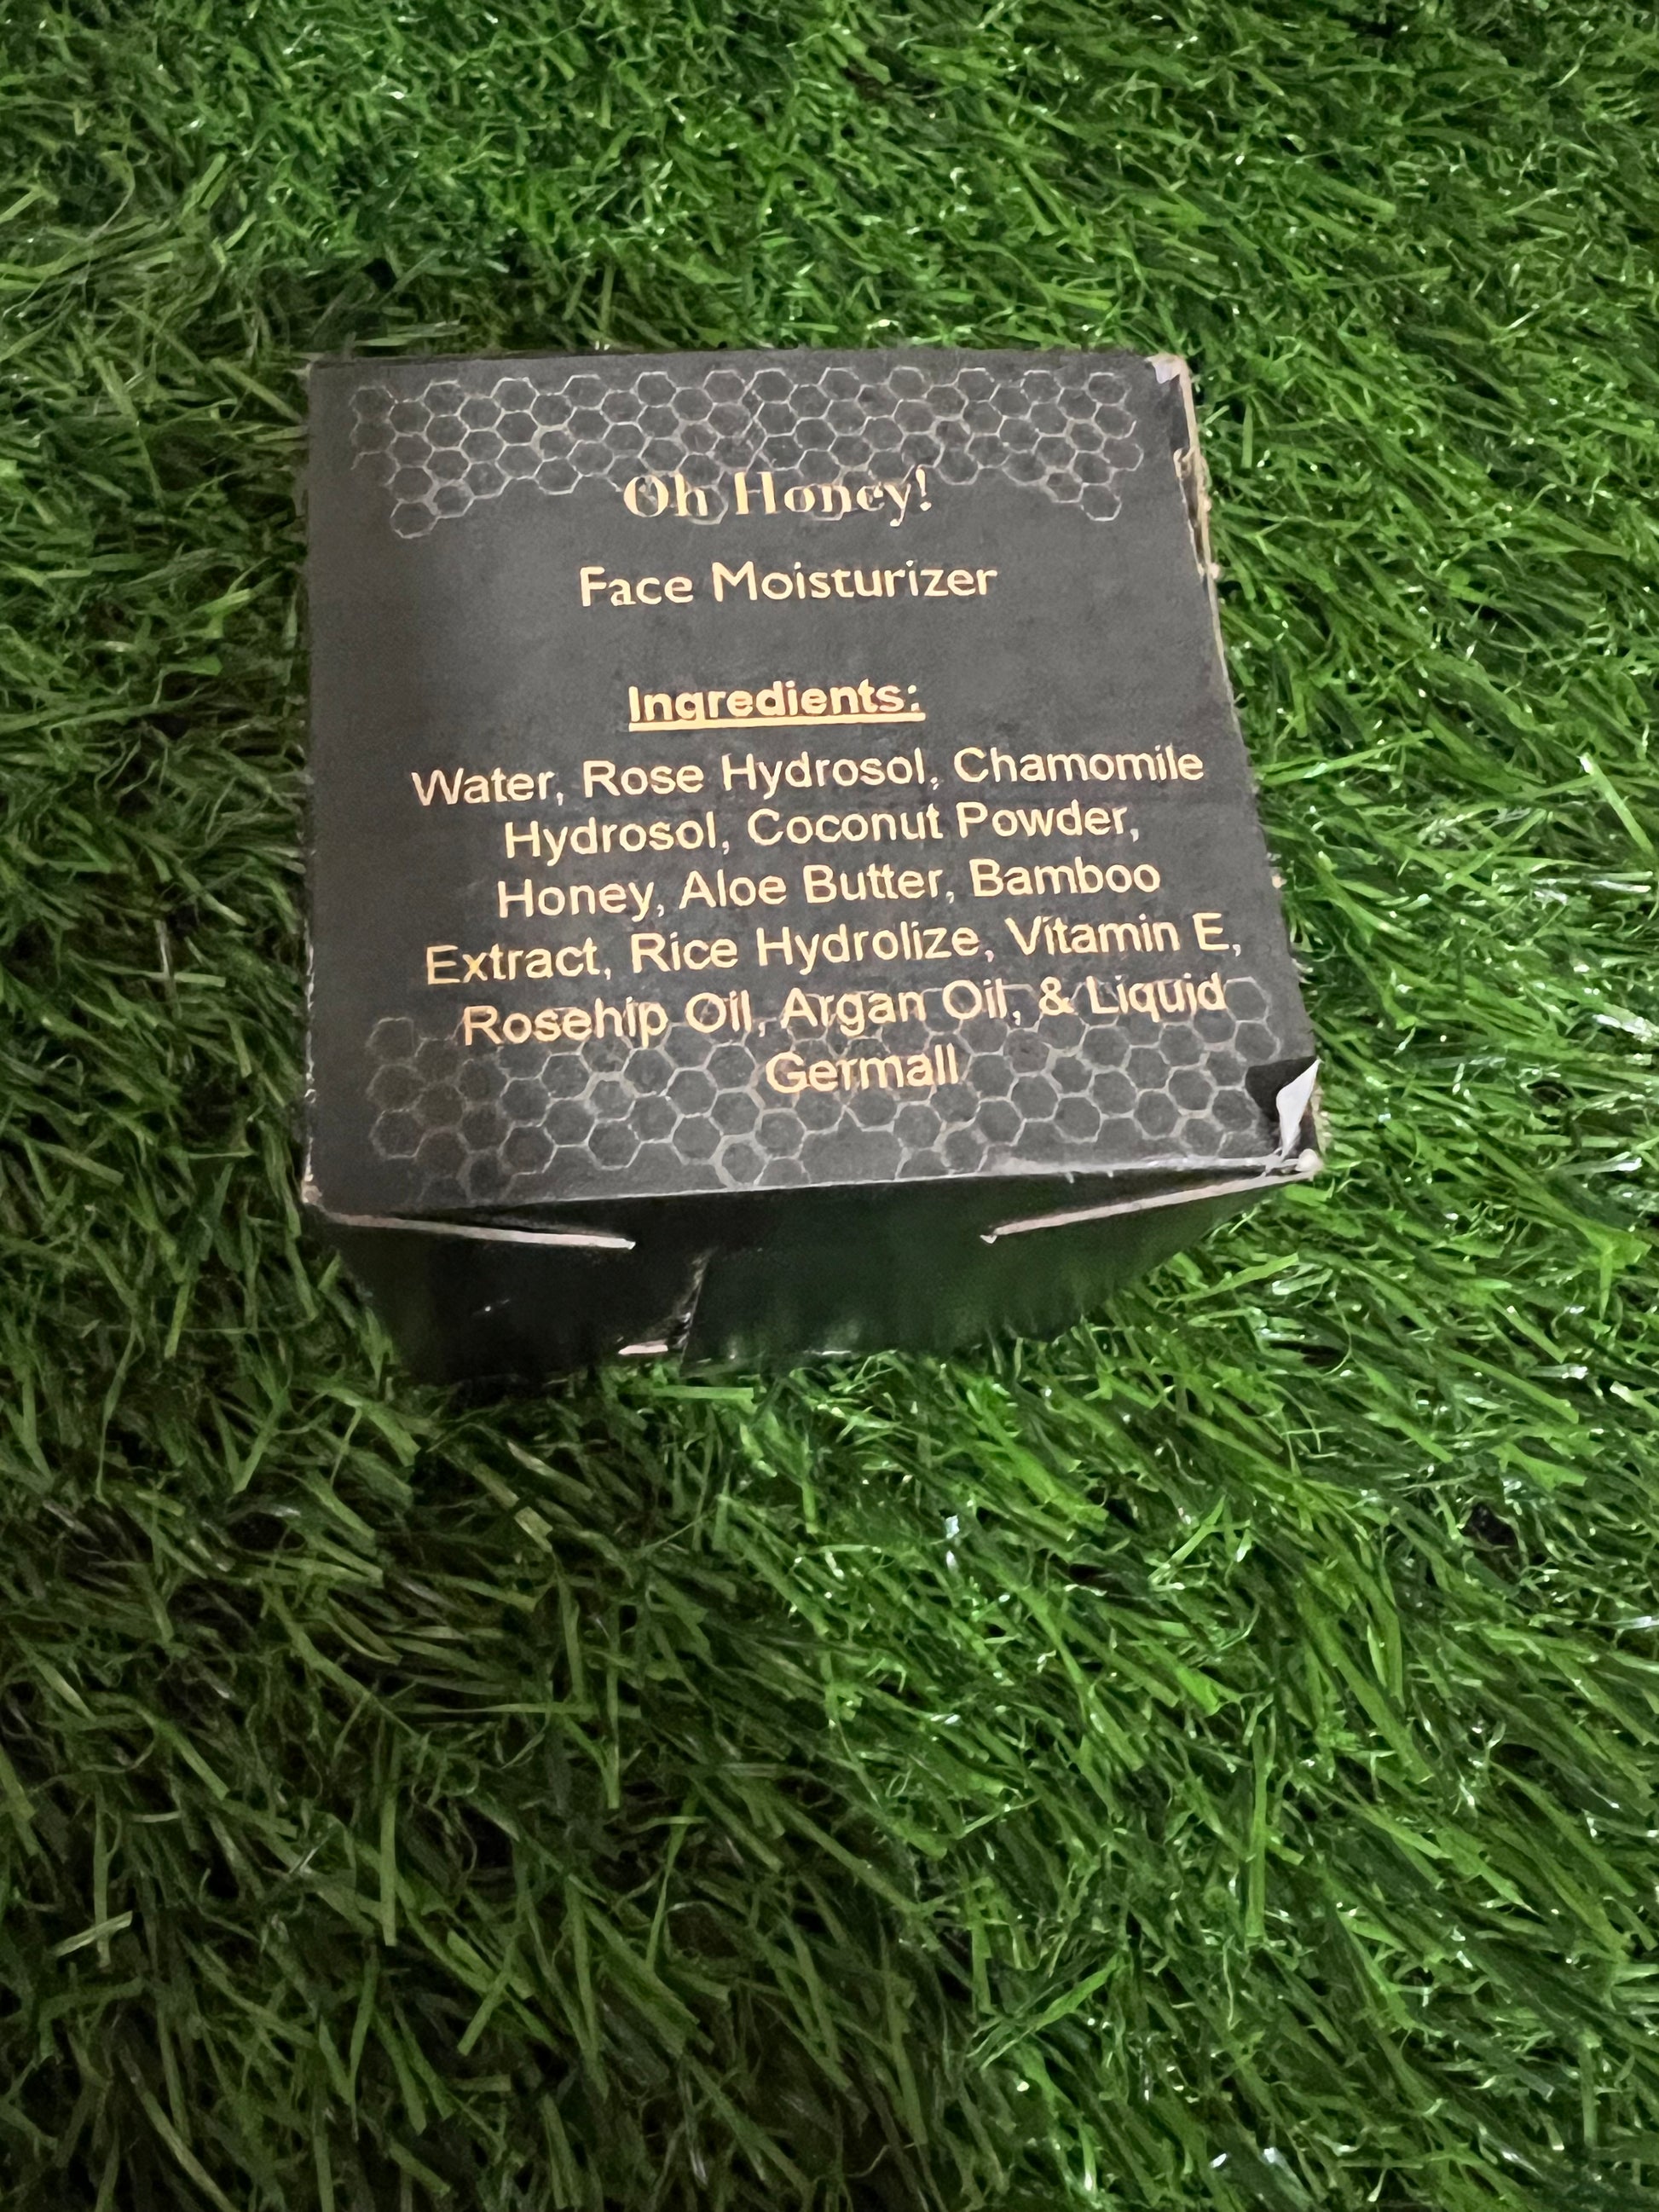 Oh Honey!
Face Moisturizer
Ingredients:
Water, Rose Hydrosol, Chamomile
Hydrosol, Coconut Powder,
Honey, Aloe Butter, Bamboo
Extract, Rice Hydrolize, Vitamin E,
Rosehip Oil, Argan Oil, & Liquid
Germall